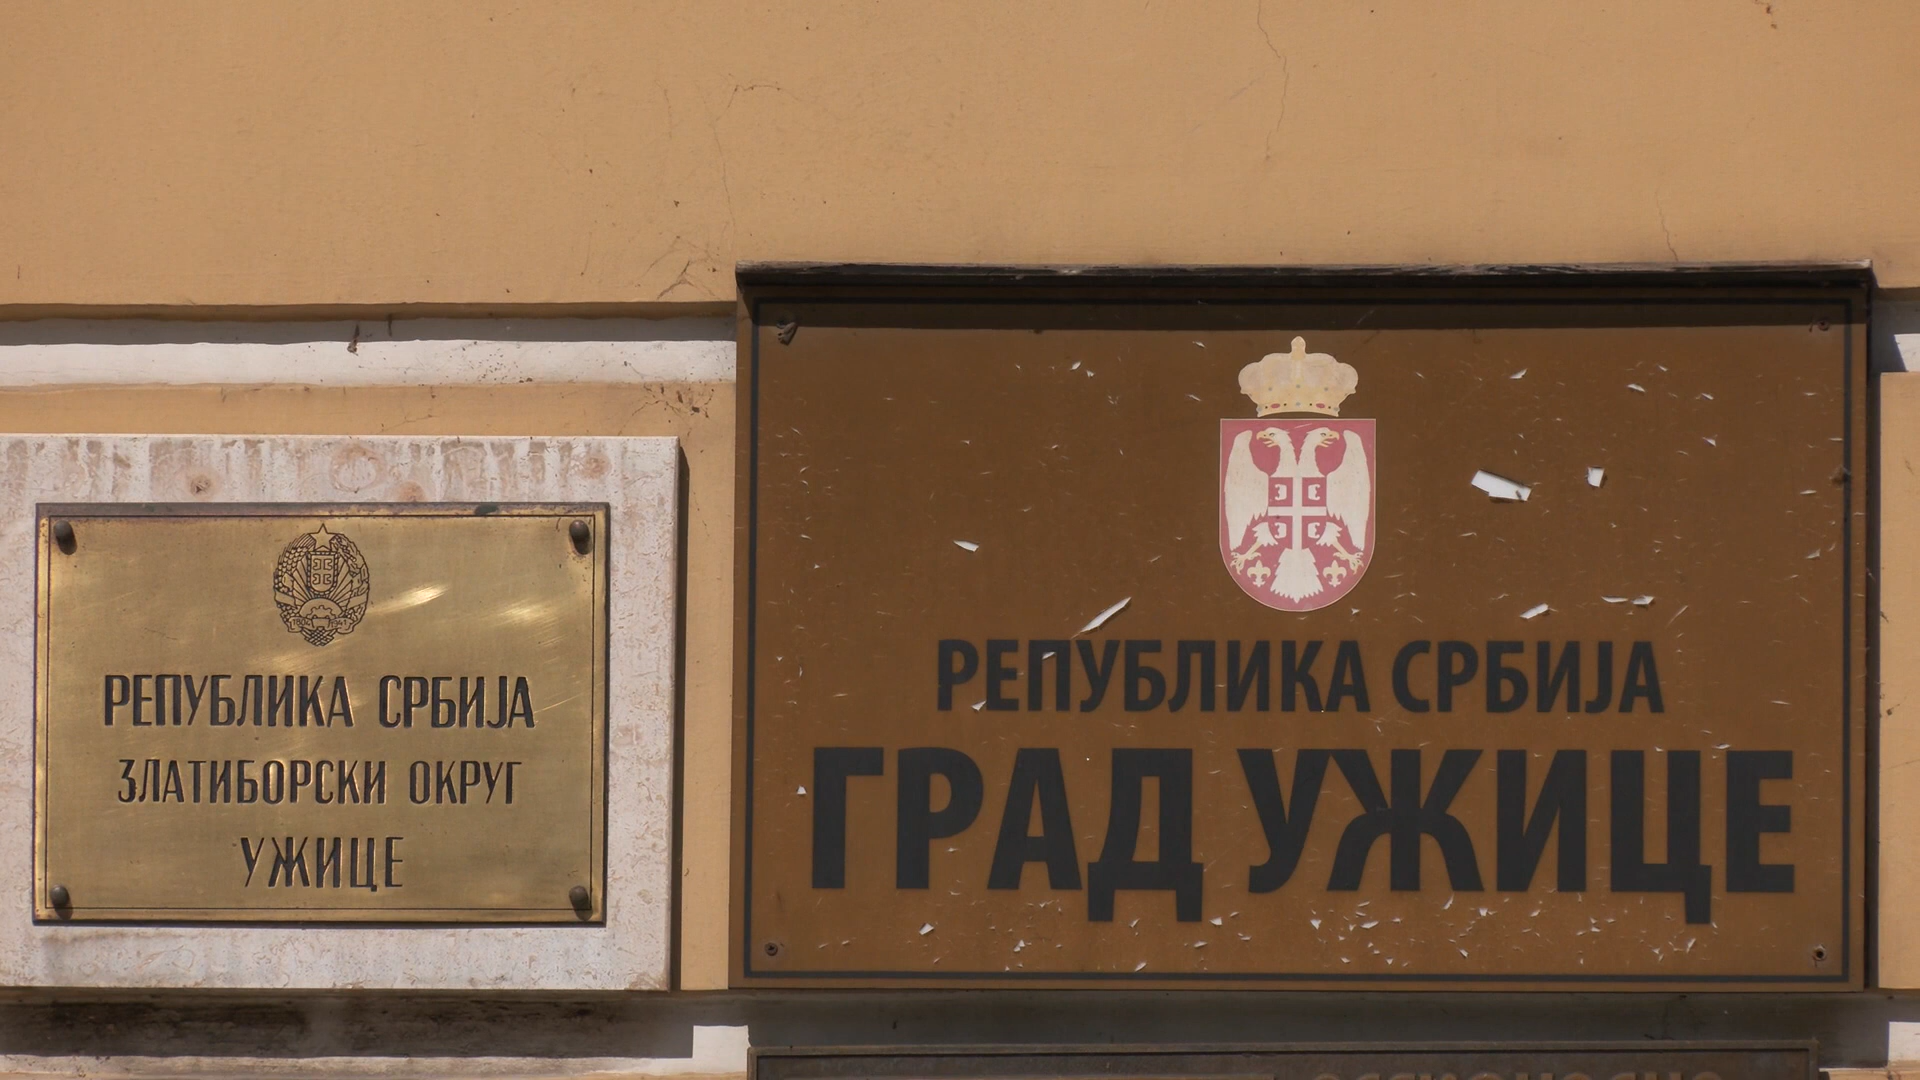 РЕПУБЛИКА СРБИЈА
ЗЛАТИБОРСКИ ОКРУГ
УЖИЦЕ
РЕПУБЛИКА СРБИЈА
ГРАД УЖИЦЕ